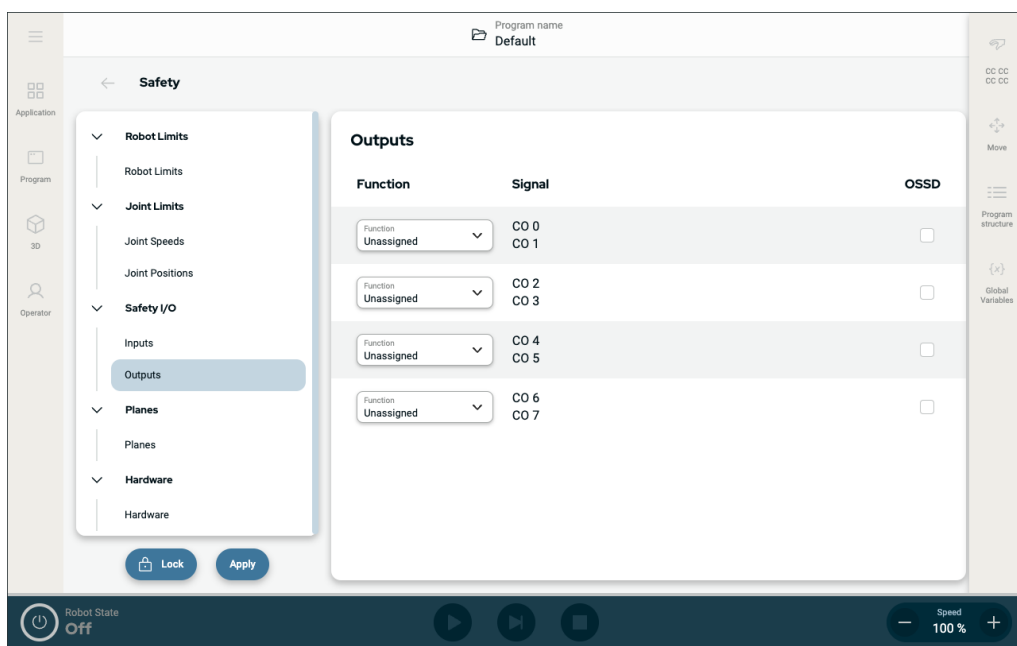 Program name
Default
Application
Program
3D
Operator
Safety
Robot Limits
Robot Limits
Joint Limits
Joint Speeds
Joint Positions
Safety I/O
Inputs
Outputs
Planes
Planes
Hardware
Hardware
Lock
Apply
Outputs
Function Signal OSSD
Function
Unassigned
CO 0
CO 1
Function
Unassigned
CO 2
CO 3
Function
Unassigned
CO 4
CO 5
Function
Unassigned
CO 6
CO 7
CC CC
CC CC
Move
Program
structure
{x}
Global
Variables
Robot State
Off
Speed
100 %